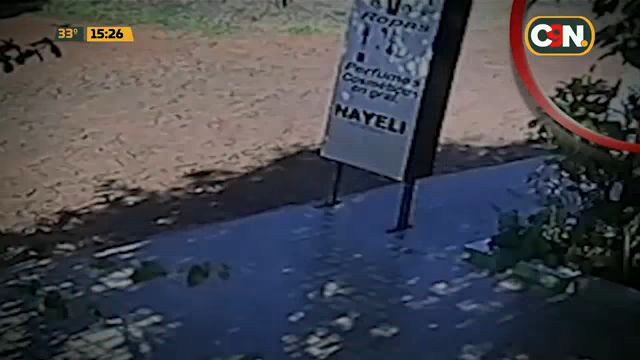 33° 15:26
C9N.
Ropas
Perfumes
Cosméticos
en gral.
NAYELI